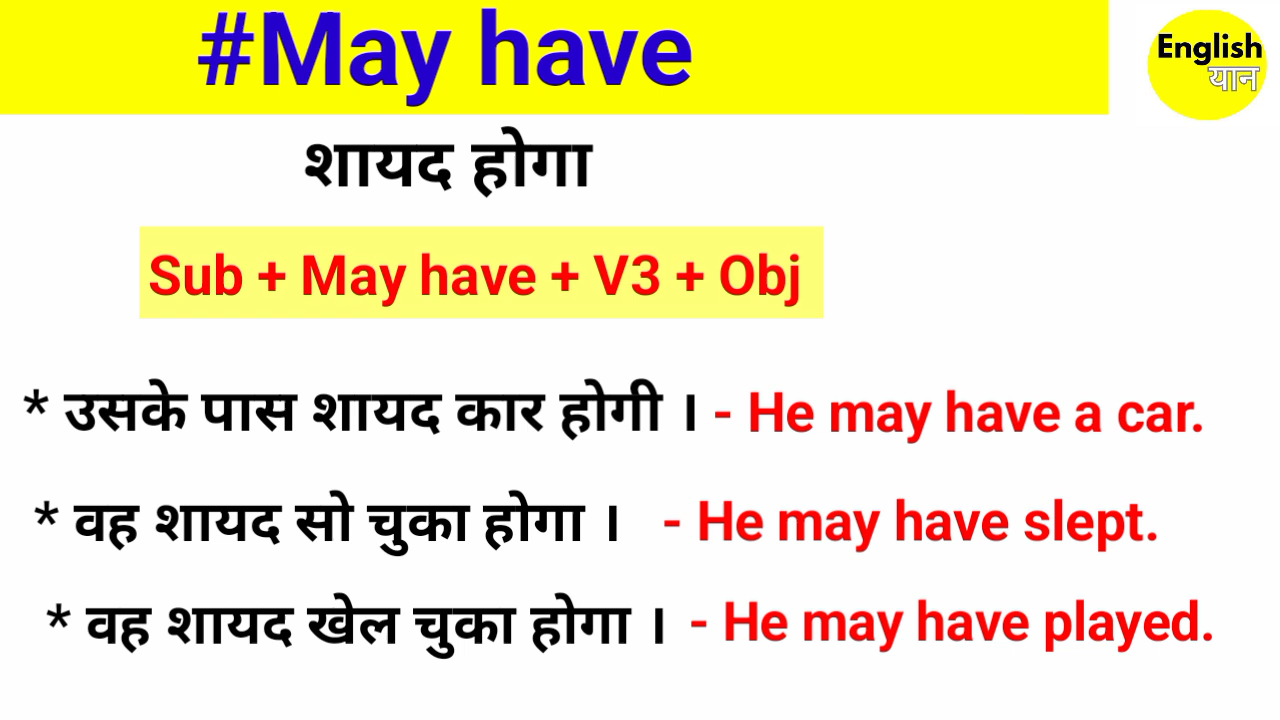 #May have
English
यान
शायद होगा
Sub + May have + V3 + Obj
* उसके पास शायद कार होगी । - He may have a car.
* वह शायद सो चुका होगा । - He may have slept.
* वह शायद खेल चुका होगा । - He may have played.